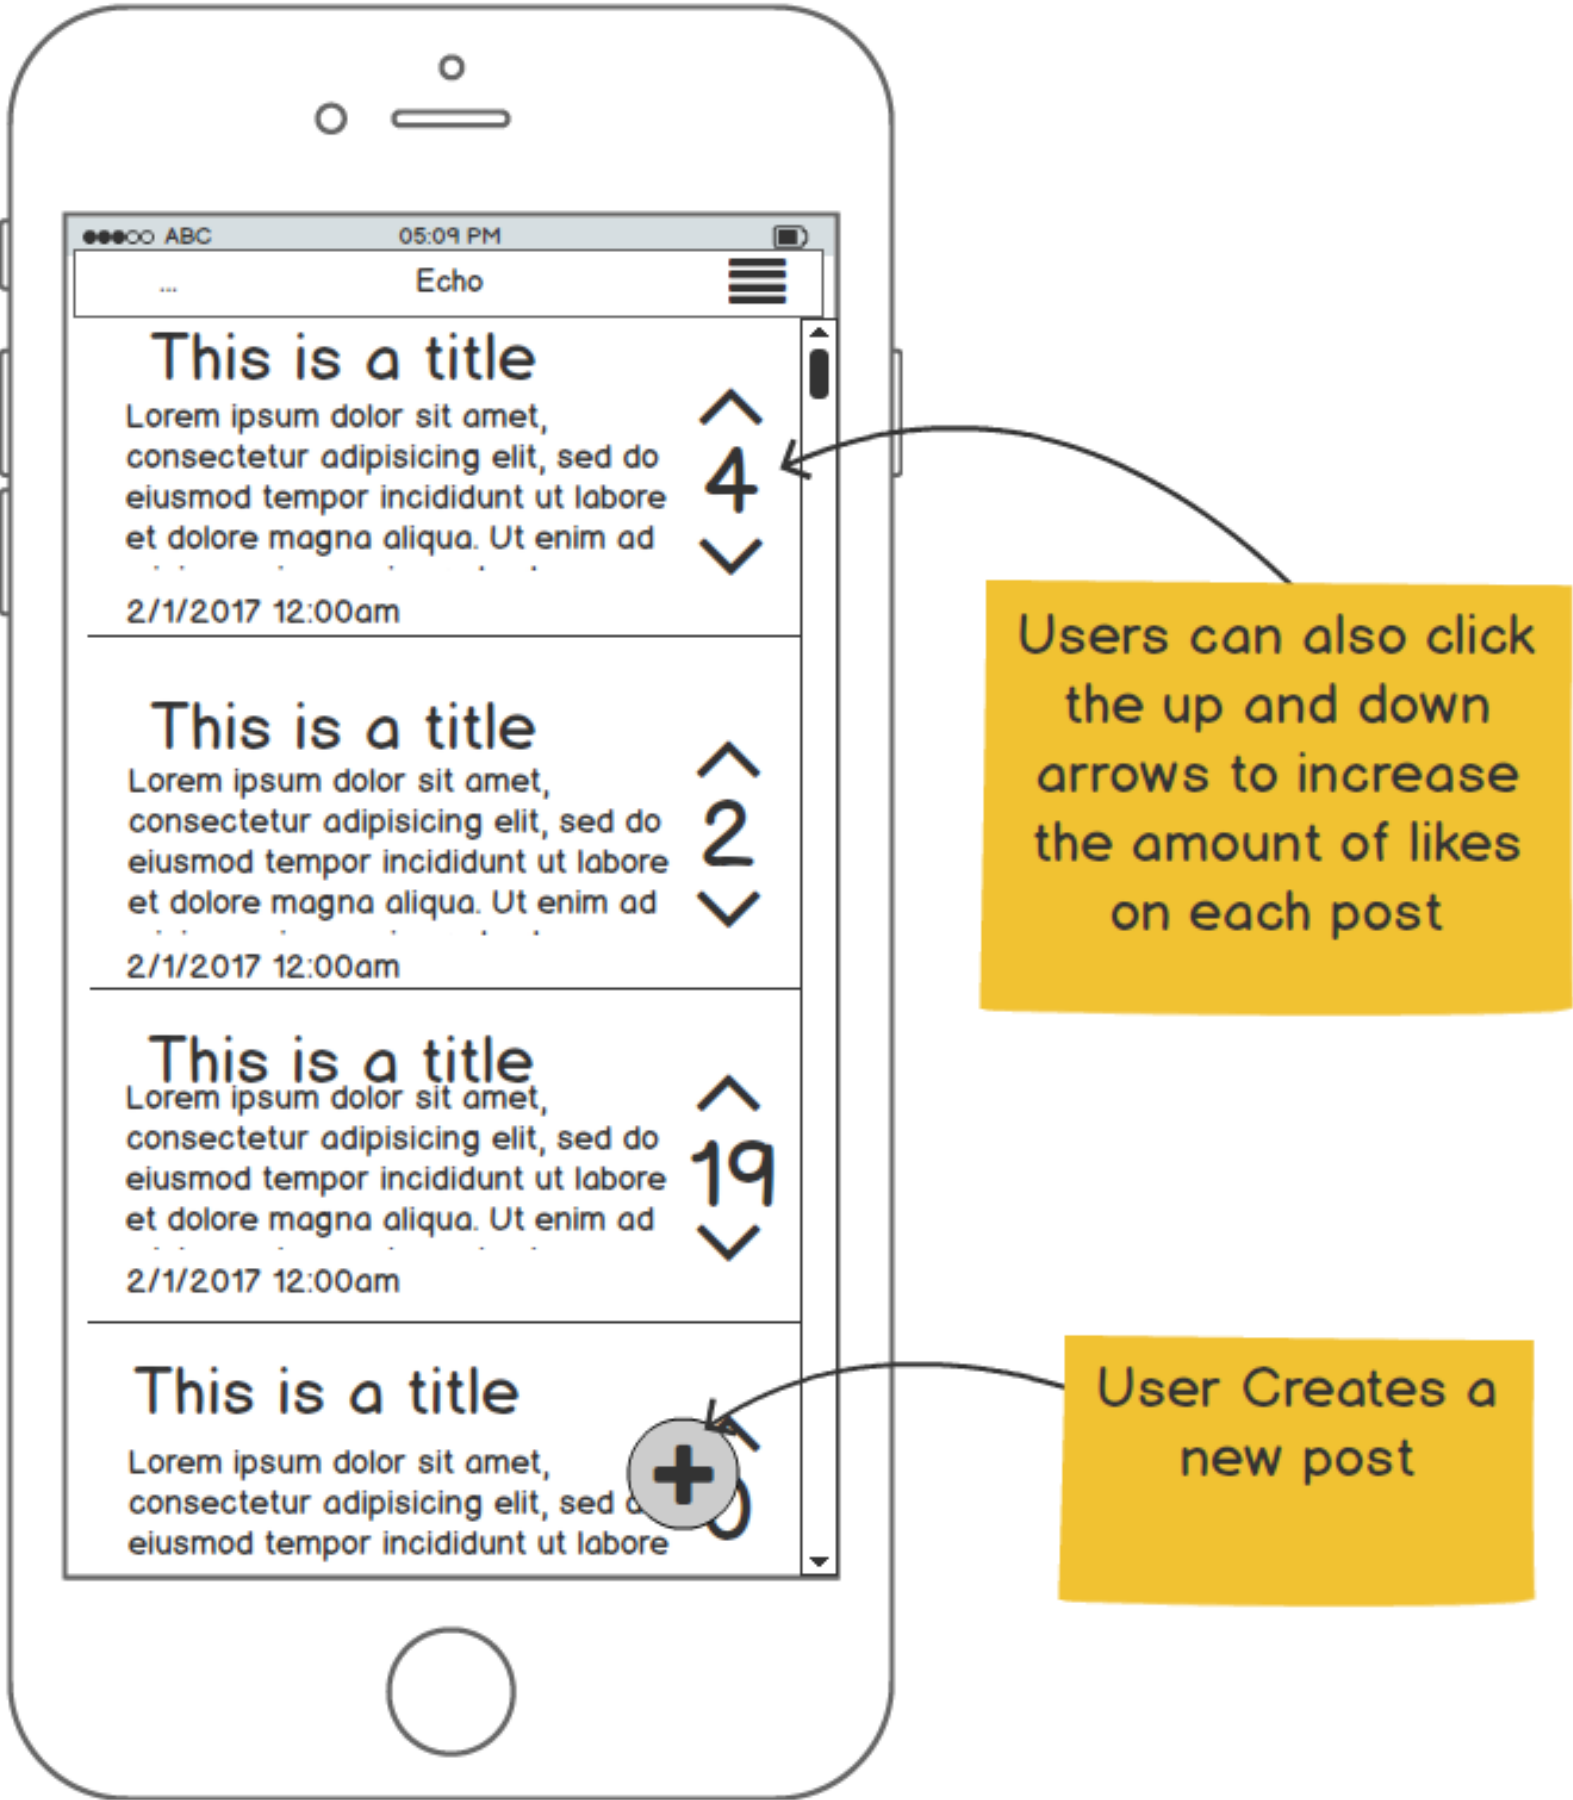 ABC 05:09 PM
... Echo
This is a title
Lorem ipsum dolor sit amet,
consectetur adipisicing elit, sed do
eiusmod tempor incididunt ut labore
et dolore magna aliqua. Ut enim ad
2/1/2017 12:00am
4
This is a title
Lorem ipsum dolor sit amet,
consectetur adipisicing elit, sed do
eiusmod tempor incididunt ut labore
et dolore magna aliqua. Ut enim ad
2/1/2017 12:00am
2
This is a title
Lorem ipsum dolor sit amet,
consectetur adipisicing elit, sed do
eiusmod tempor incididunt ut labore
et dolore magna aliqua. Ut enim ad
2/1/2017 12:00am
19
This is a title
Lorem ipsum dolor sit amet,
consectetur adipisicing elit, sed
eiusmod tempor incididunt ut labore
Users can also click
the up and down
arrows to increase
the amount of likes
on each post
User Creates a
new post